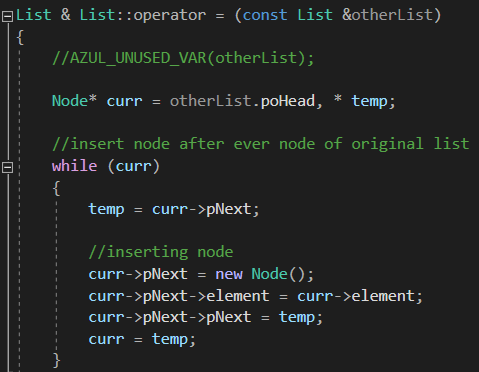 List & List::operator = (const List &otherList)
{
//AZUL_UNUSED_VAR(otherList);
Node* curr = otherList.poHead, * temp;
//insert node after ever node of original list
while (curr)
{
temp = curr->pNext;
//inserting node
curr->pNext = new Node();
curr->pNext->element = curr->element;
curr->pNext->pNext = temp;
curr = temp;
}